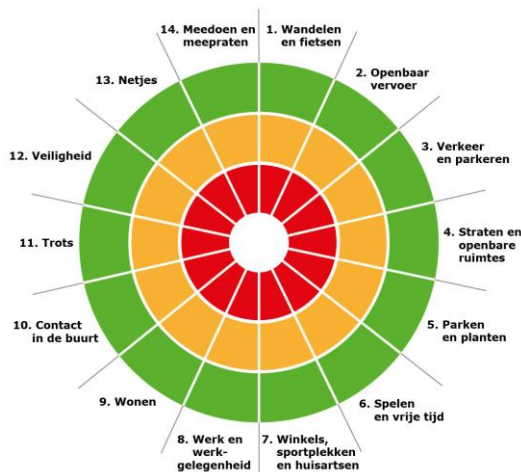 1. Wandelen
en fietsen
2. Openbaar
vervoer
3. Verkeer
en parkeren
4. Straten en
openbare
ruimtes
5. Parken
en planten
6. Spelen
en vrije tijd
7. Winkels,
sportplekken
en huisartsen
8. Werk en
werk-
gelegenheid
9. Wonen
10. Contact
in de buurt
11. Trots
12. Veiligheid
13. Netjes
14. Meedoen en
meepraten